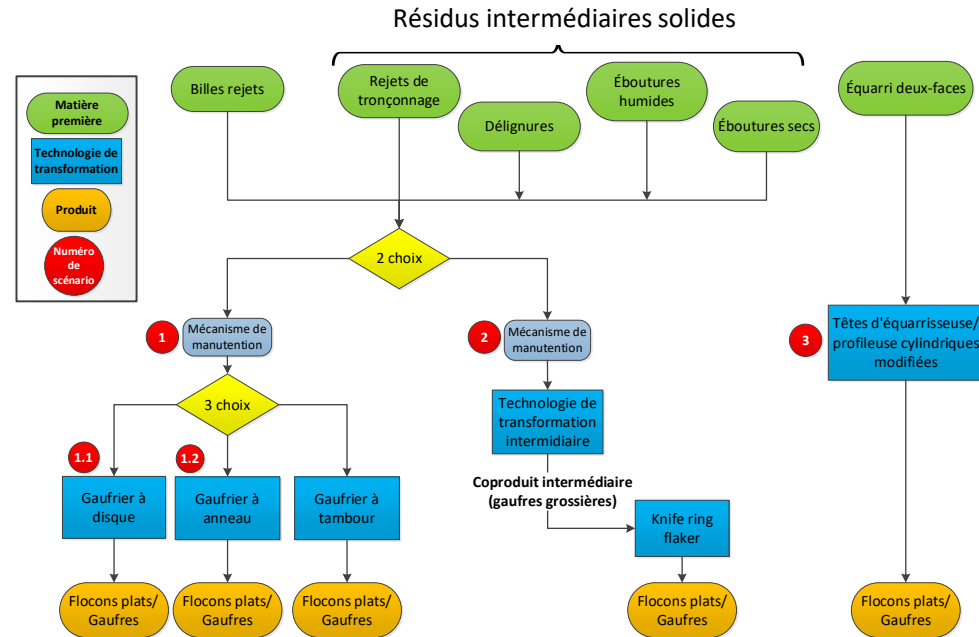 Résidus intermédiaires solides
Matière
première
Technologie de
transformation
Produit
Numéro
de
scénario
Billes rejets
Rejets de
tronçonnage
Délignures
Éboutures
humides
Éboutures secs
Équarri deux-faces
2 choix
1
Mécanisme de
manutention
2
Mécanisme de
manutention
3
Têtes d'équarrisseuse/
profileuse cylindriques
modifiées
3 choix
Technologie de
transformation
intermidiaire
1.1
1.2
Gaufrier à
disque
Gaufrier à
anneau
Gaufrier à
tambour
Coproduit intermédiaire
(gaufres grossières)
Knife ring
flaker
Flocons plats/
Gaufres
Flocons plats/
Gaufres
Flocons plats/
Gaufres
Flocons plats/
Gaufres
Flocons plats/
Gaufres